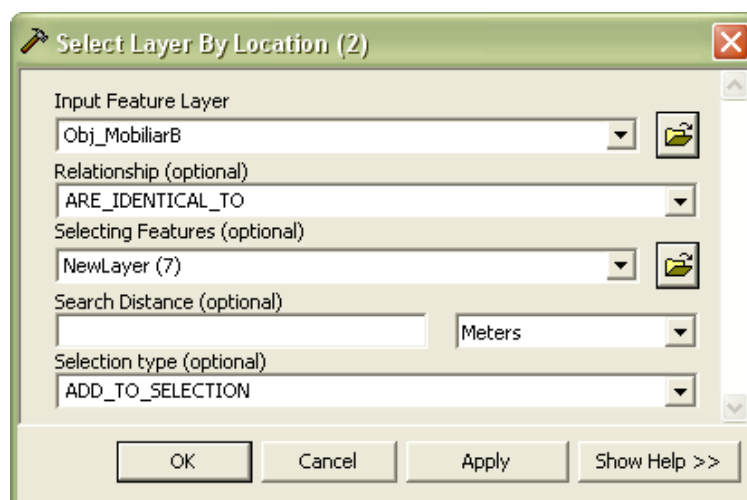 Select Layer By Location (2)
Input Feature Layer
Obj_MobiliarB
Relationship (optional)
ARE_IDENTICAL_TO
Selecting Features (optional)
NewLayer (7)
Search Distance (optional)
Meters
Selection type (optional)
ADD_TO_SELECTION
OK Cancel Apply Show Help >>